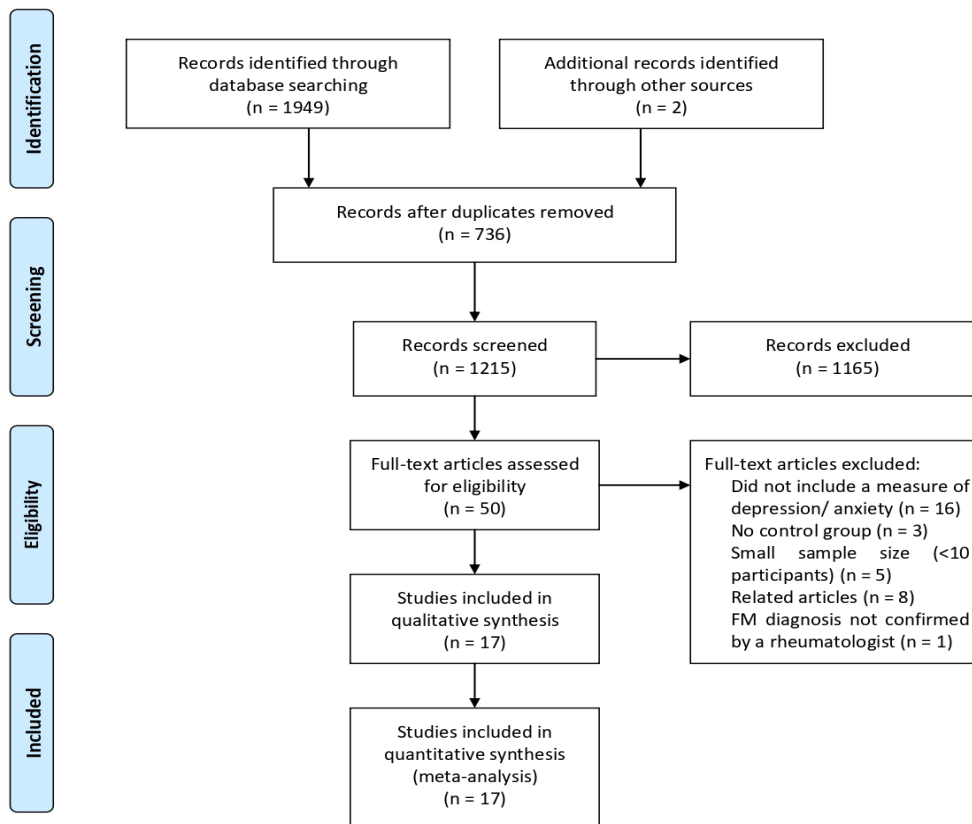 Identification
Records identified through
database searching
(n = 1949)
Additional records identified
through other sources
(n = 2)
Records after duplicates removed
(n = 736)
Screening
Records screened
(n = 1215)
Records excluded
(n = 1165)
Eligibility
Full-text articles assessed
for eligibility
(n = 50)
Full-text articles excluded:
Did not include a measure of
depression/ anxiety (n = 16)
No control group (n = 3)
Small sample size (<10
participants) (n = 5)
Related articles (n = 8)
FM diagnosis not confirmed
by a rheumatologist (n = 1)
Studies included in
qualitative synthesis
(n = 17)
Included
Studies included in
quantitative synthesis
(meta-analysis)
(n = 17)